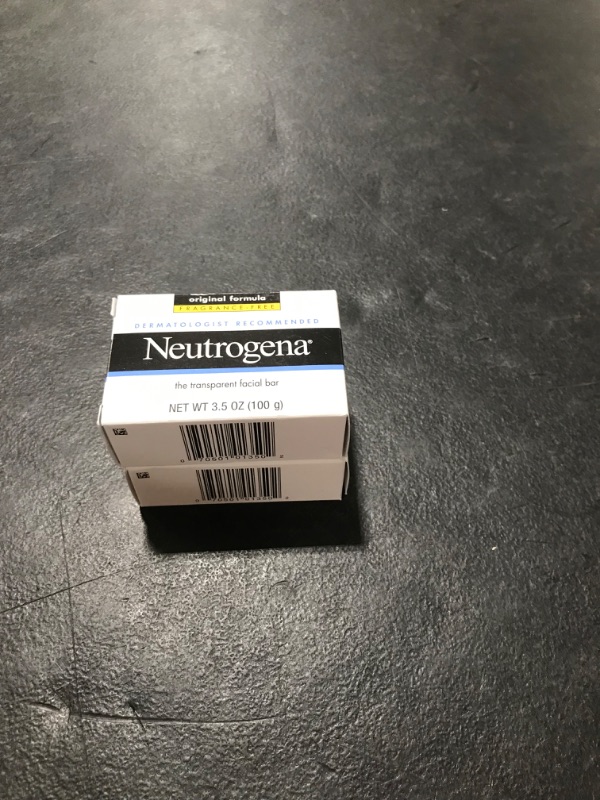 original formula
FRAGRANCE-FREE
DERMATOLOGIST RECOMMENDED
Neutrogena®
the transparent facial bar
NET WT 3.5 OZ (100 g)